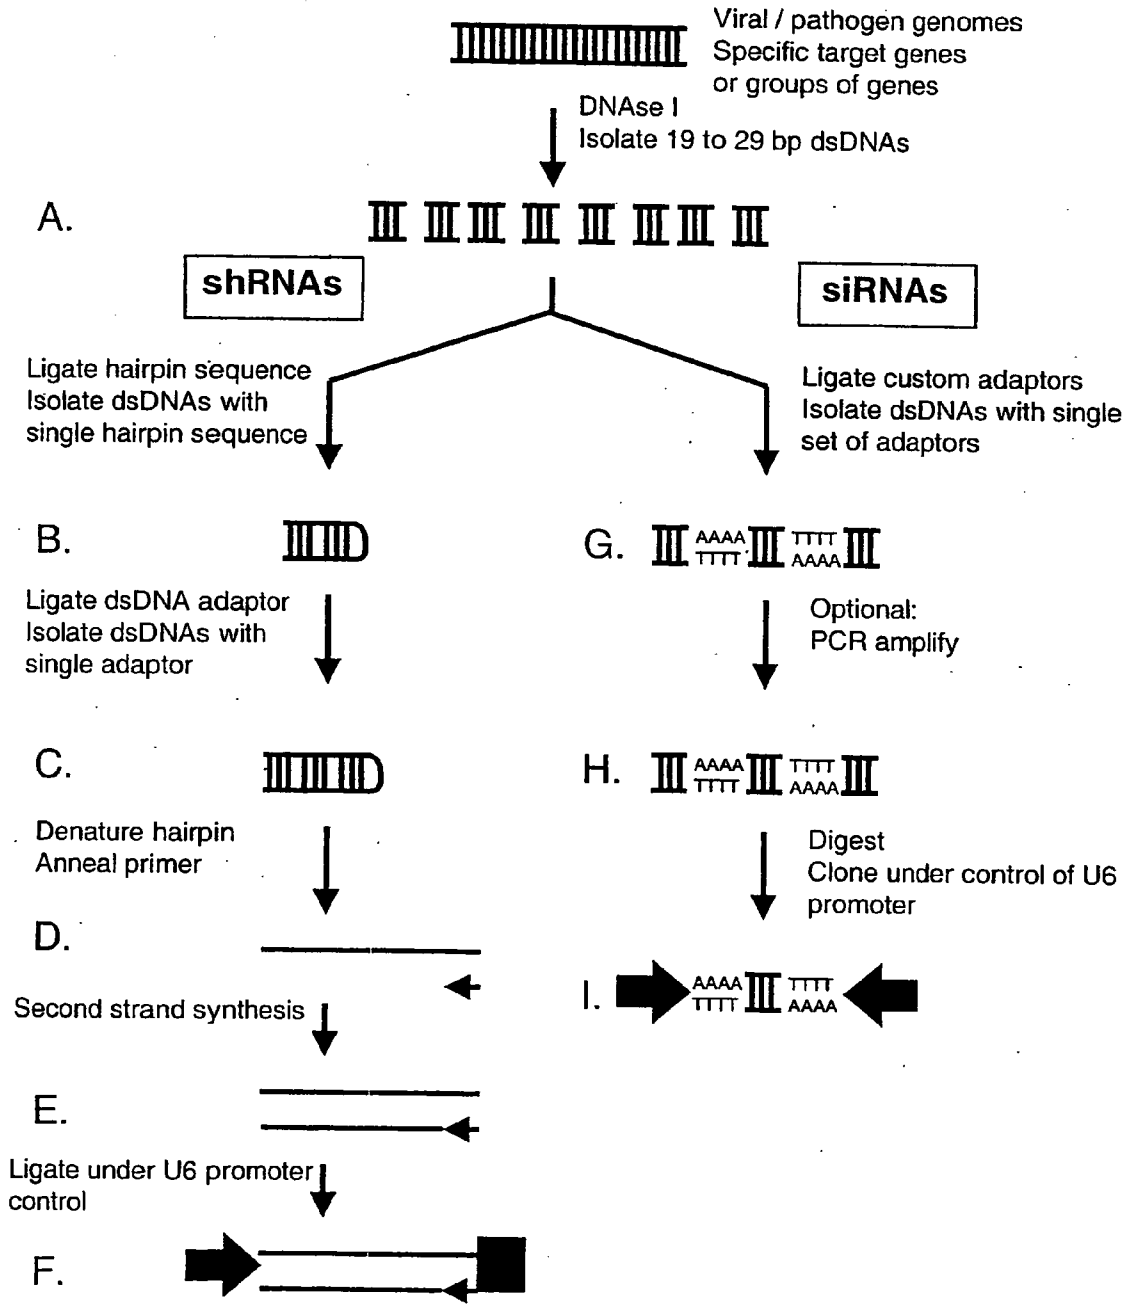 Viral / pathogen genomes
Specific target genes
or groups of genes
DNAse I
Isolate 19 to 29 bp dsDNAs
A.
shRNAs
siRNAs
Ligate hairpin sequence
Isolate dsDNAs with
single hairpin sequence
Ligate custom adaptors
Isolate dsDNAs with single
set of adaptors
B.
Ligate dsDNA adaptor
Isolate dsDNAs with
single adaptor
G.
AAAA TTTT
TTTT AAAA
Optional:
PCR amplify
C.
Denature hairpin
Anneal primer
H.
AAAA TTTT
TTTT AAAA
Digest
Clone under control of U6
promoter
D.
Second strand synthesis
I.
AAAA TTTT
TTTT AAAA
E.
Ligate under U6 promoter
control
F.